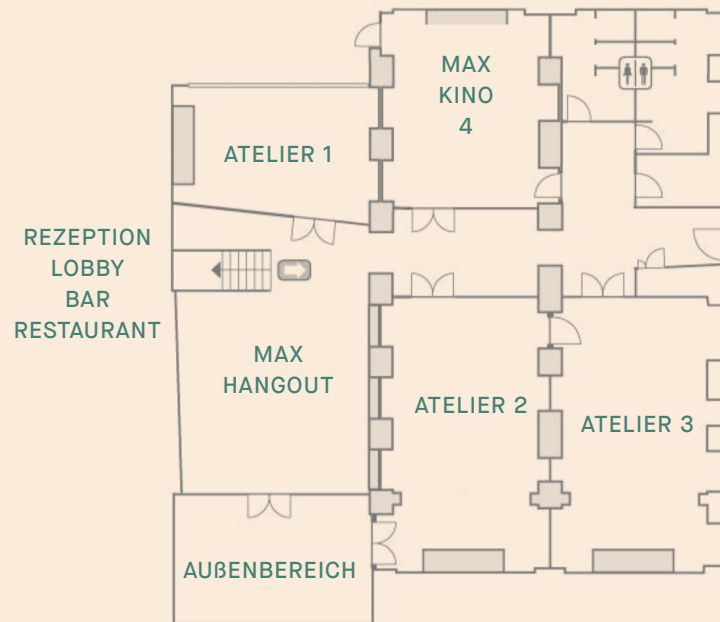 MAX
KINO
4
ATELIER 1
REZEPTION
LOBBY
BAR
RESTAURANT
MAX
HANGOUT
ATELIER 2
ATELIER 3
AUßENBEREICH